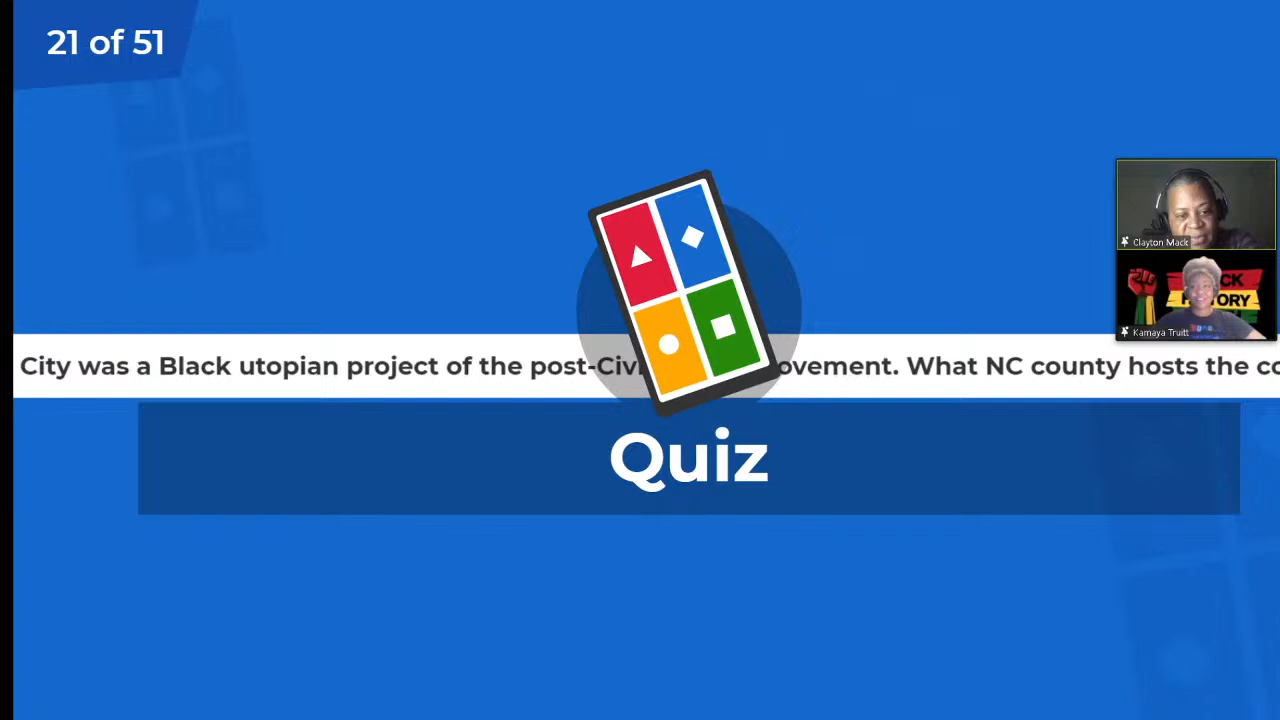 21 of 51
City was a Black utopian project of the post-Civi ovement. What NC county hosts the co
Quiz
Clayton Mack
Kamaya Truitt